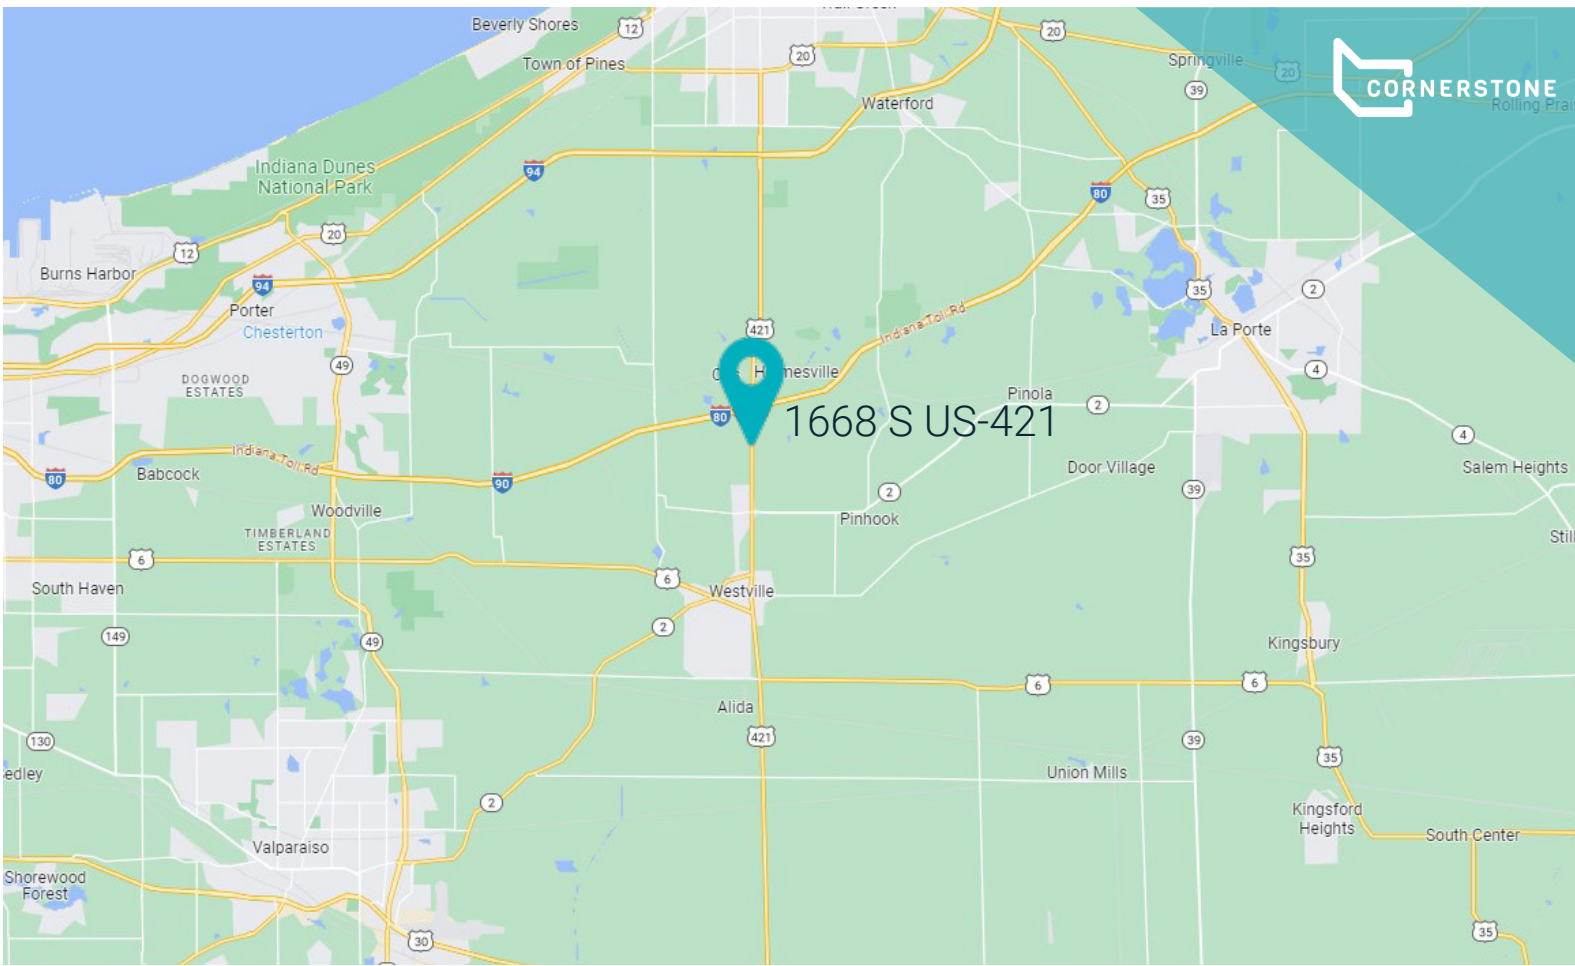 Beverly Shores
12
20
Town of Pines
20
Springville
20
39
CORNERSTONE
Waterford
Indiana Dunes
National Park
94
80
35
20
12
Burns Harbor
94
Porter
Chesterton
35
2
La Porte
421
Indiana Toll Rd
49
DOGWOOD
ESTATES
4
Pinola
2
80
1668 S US-421
4
Indiana Toll Rd
80
Babcock
90
Door Village
Salem Heights
39
2
Woodville
Pinhook
TIMBERLAND
ESTATES
6
35
6
South Haven
Westville
149
49
2
Kingsbury
6
6
Alida
130
421
39
35
Union Mills
2
Kingsford
Heights
South Center
Valparaiso
Shorewood
Forest
30
35